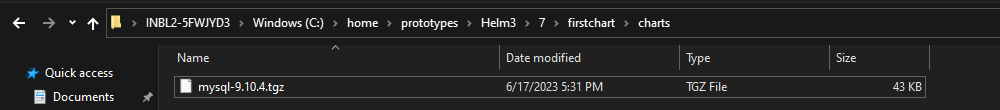 INBL2-5FWJYD3 > Windows (C:) > home > prototypes > Helm3 > 7 > firstchart > charts
Name Date modified Type Size
Quick access
mysql-9.10.4.tgz 6/17/2023 5:31 PM TGZ File 43 KB
Documents